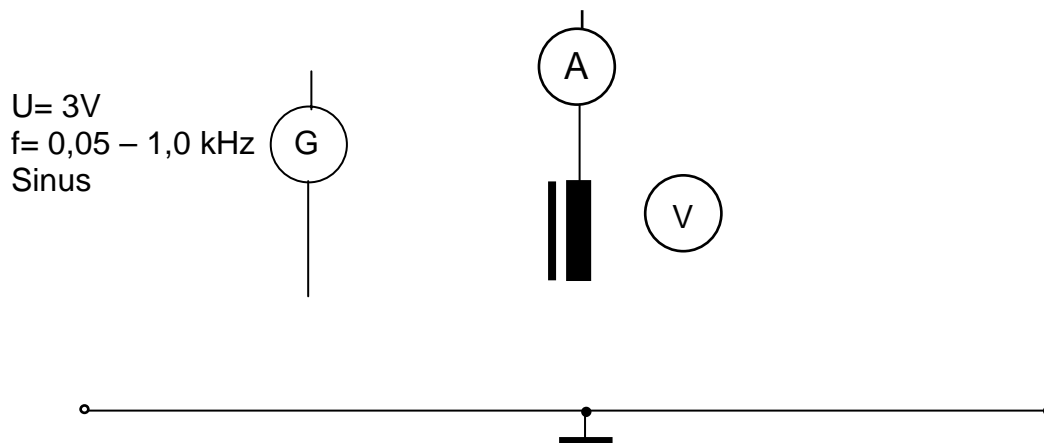 U= 3V
f= 0,05 – 1,0 kHz
Sinus
G
A
V